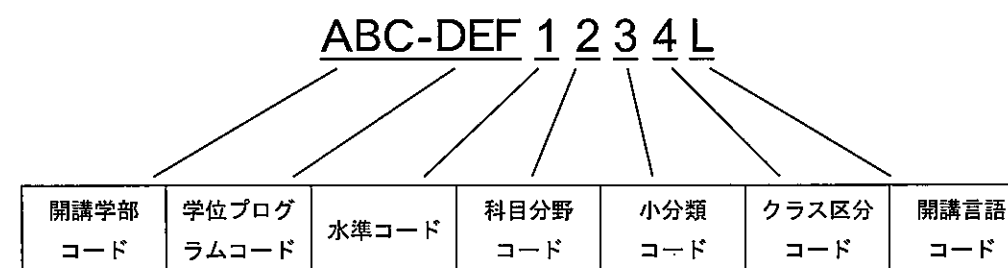 ABC-DEF 1 2 3 4 L
開講学部
コード
学位プログ
ラムコード
水準コード
科目分野
コード
小分類
コード
クラス区分
コード
開講言語
コード